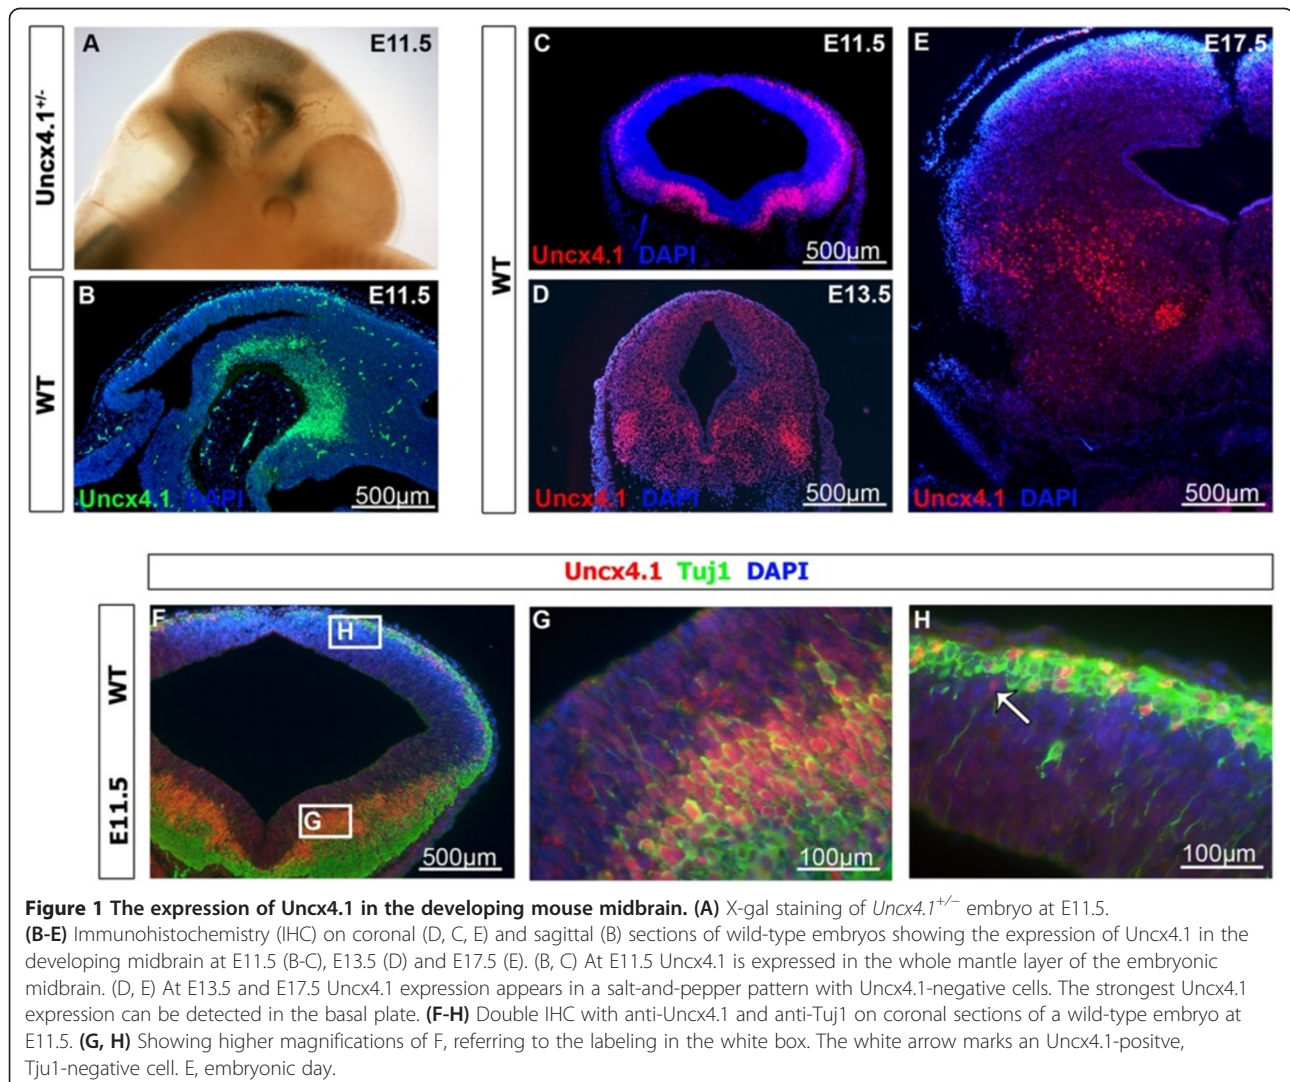 Uncx4.1+/-
A
E11.5
WT
B
E11.5
Uncx4.1 DAPI
500μm
WT
C
E11.5
Uncx4.1 DAPI
500μm
D
E13.5
Uncx4.1 DAPI
500μm
E
E17.5
Uncx4.1 DAPI
500μm
Uncx4.1 Tuj1 DAPI
E11.5 WT
F
H
G
500μm
G
100μm
H
100μm
Figure 1 The expression of Uncx4.1 in the developing mouse midbrain. (A) X-gal staining of Uncx4.1+/− embryo at E11.5.
(B-E) Immunohistochemistry (IHC) on coronal (D, C, E) and sagittal (B) sections of wild-type embryos showing the expression of Uncx4.1 in the
developing midbrain at E11.5 (B-C), E13.5 (D) and E17.5 (E). (B, C) At E11.5 Uncx4.1 is expressed in the whole mantle layer of the embryonic
midbrain. (D, E) At E13.5 and E17.5 Uncx4.1 expression appears in a salt-and-pepper pattern with Uncx4.1-negative cells. The strongest Uncx4.1
expression can be detected in the basal plate. (F-H) Double IHC with anti-Uncx4.1 and anti-Tuj1 on coronal sections of a wild-type embryo at
E11.5. (G, H) Showing higher magnifications of F, referring to the labeling in the white box. The white arrow marks an Uncx4.1-positve,
Tju1-negative cell. E, embryonic day.